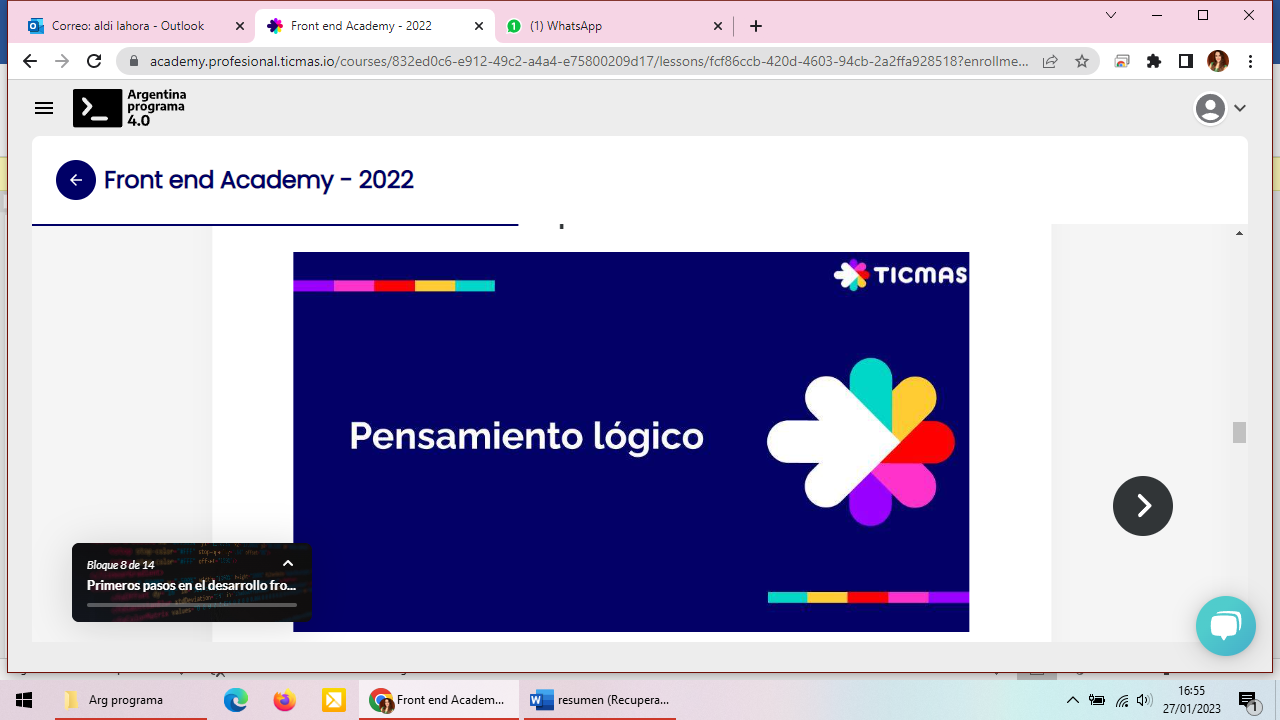 Correo: aldi lahora - Outlook
Front end Academy - 2022
(1) WhatsApp
academy.profesional.ticmas.io/courses/832ef0c6-e912-4957-a4a4-e75800209d17/lessons/fcf86ccb-420d-4603-94cb-2a2ffa928518?enrollme...
Argentina
programa
4.0
Front end Academy - 2022
TICMAS
Pensamiento lógico
Bloque 8 de 14
Primeros pasos en el desarrollo fro...
Arg programa
Front end Academ...
resumen (Recupera...
16:55
27/01/2023
1